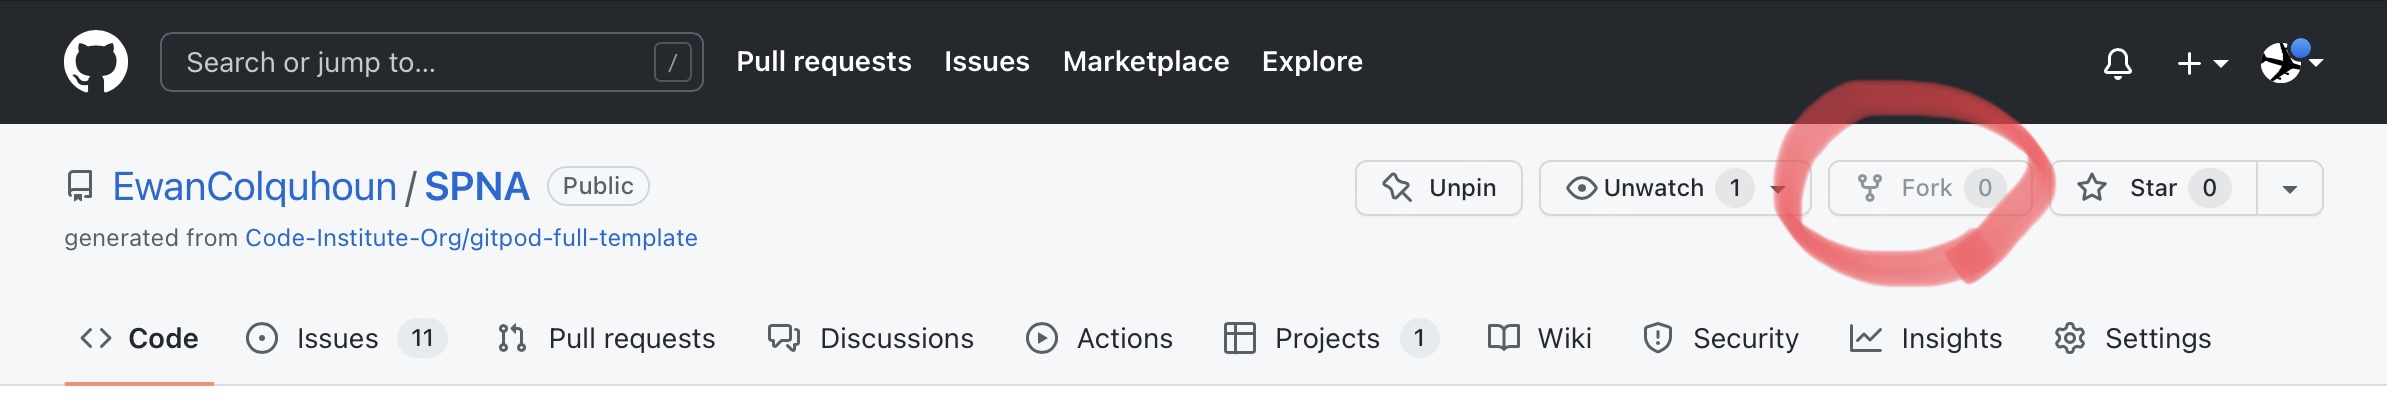 Search or jump to... / Pull requests Issues Marketplace Explore
EwanColquhoun / SPNA Public Unpin Unwatch 1 Fork 0 Star 0
generated from Code-Institute-Org/gitpod-full-template
Code Issues 11 Pull requests Discussions Actions Projects 1 Wiki Security Insights Settings